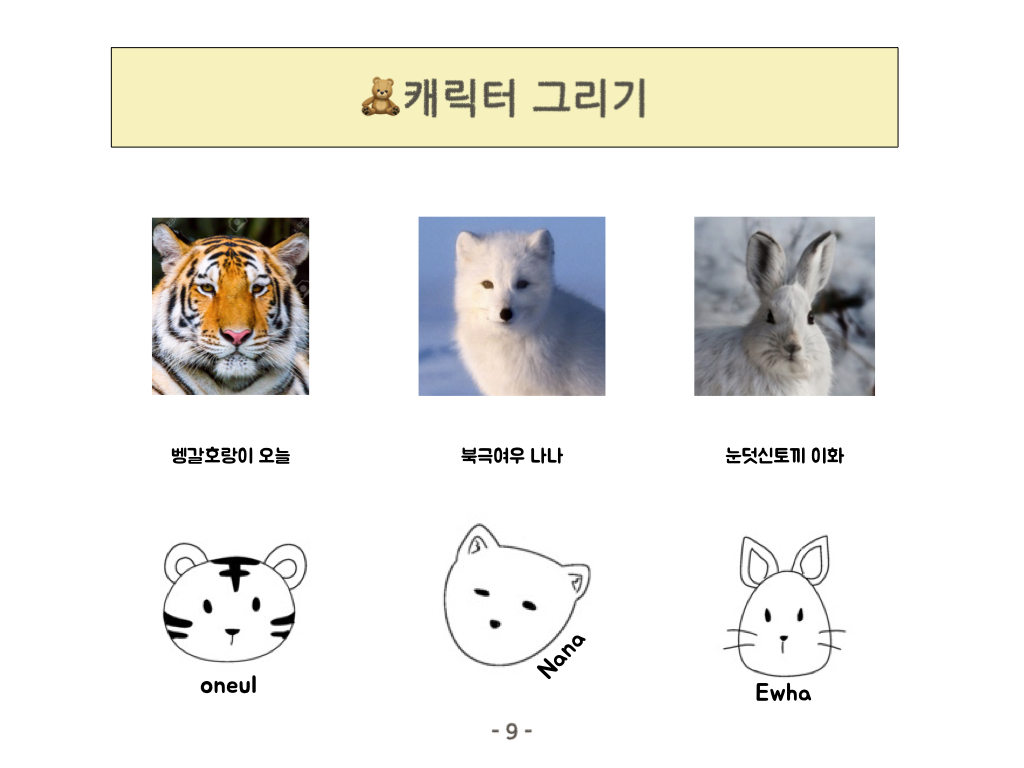 🧸캐릭터 그리기
벵갈호랑이 오늘
북극여우 나나
눈덧신토끼 이화
oneul
Nana
Ewha
- 9 -